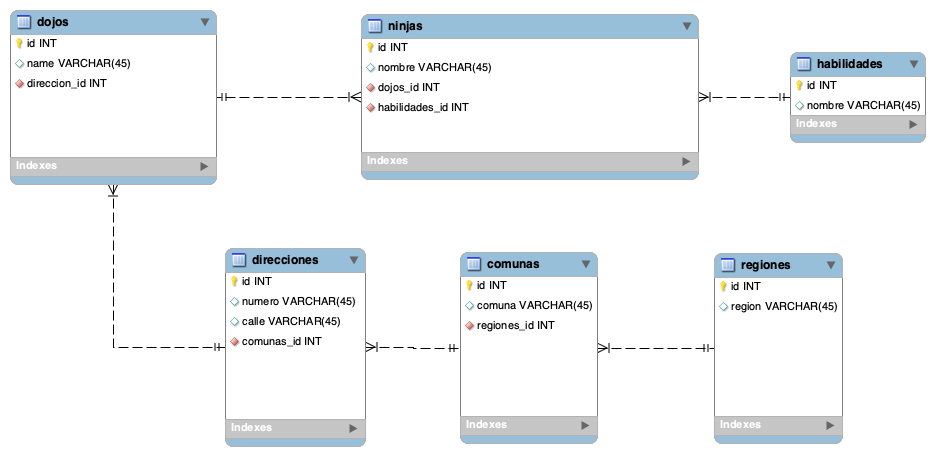 dojos
id INT
name VARCHAR(45)
direccion_id INT
Indexes
ninjas
id INT
nombre VARCHAR(45)
dojos_id INT
habilidades_id INT
Indexes
habilidades
id INT
nombre VARCHAR(45)
Indexes
direcciones
id INT
numero VARCHAR(45)
calle VARCHAR(45)
comunas_id INT
Indexes
comunas
id INT
comuna VARCHAR(45)
regiones_id INT
Indexes
regiones
id INT
region VARCHAR(45)
Indexes